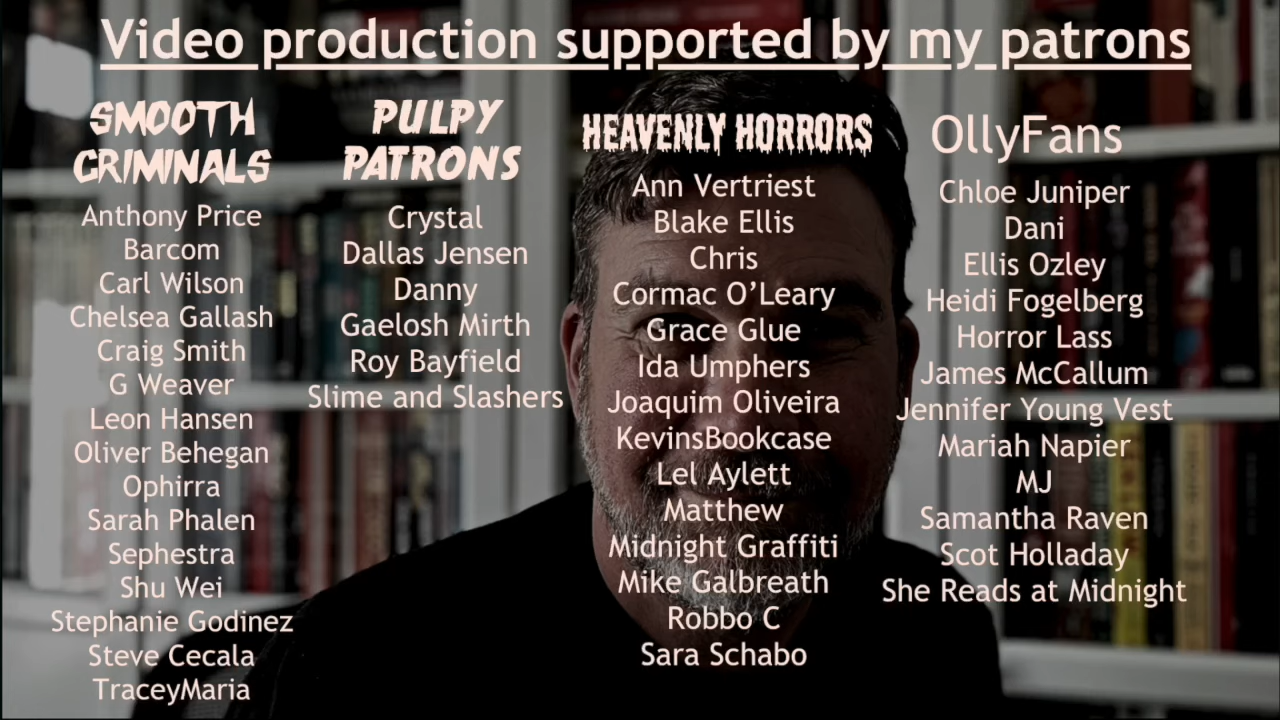 Video production supported by my patrons
SMOOTH
CRIMINALS
Anthony Price
Barcom
Carl Wilson
Chelsea Gallash
Craig Smith
G Weaver
Leon Hansen
Oliver Behegan
Ophirra
Sarah Phalen
Sephestra
Shu Wei
Stephanie Godinez
Steve Cecala
TraceyMaria
PULPY
PATRONS
Crystal
Dallas Jensen
Danny
Gaelosh Mirth
Roy Bayfield
Slime and Slashers
HEAVENLY HORRORS
Ann Vertriest
Blake Ellis
Chris
Cormac O’Leary
Grace Glue
Ida Umphers
Joaquim Oliveira
KevinsBookcase
Lel Aylett
Matthew
Midnight Graffiti
Mike Galbreath
Robbo C
Sara Schabo
OllyFans
Chloe Juniper
Dani
Ellis Ozley
Heidi Fogelberg
Horror Lass
James McCallum
Jennifer Young Vest
Mariah Napier
MJ
Samantha Raven
Scot Holladay
She Reads at Midnight